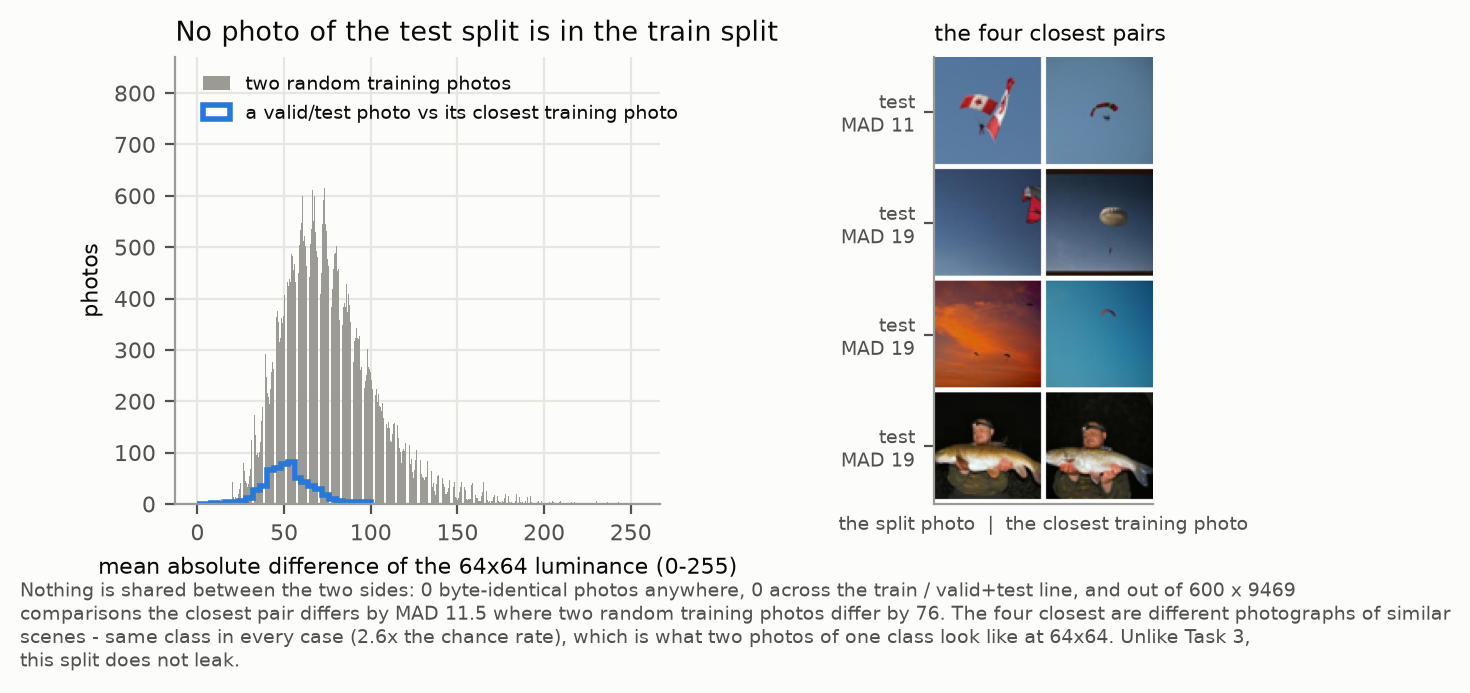 No photo of the test split is in the train split
two random training photos
a valid/test photo vs its closest training photo
photos
800
700
600
500
400
300
200
100
0
0 50 100 150 200 250
mean absolute difference of the 64x64 luminance (0-255)
the four closest pairs
test
MAD 11
test
MAD 19
test
MAD 19
test
MAD 19
the split photo | the closest training photo
Nothing is shared between the two sides: 0 byte-identical photos anywhere, 0 across the train / valid+test line, and out of 600 x 9469
comparisons the closest pair differs by MAD 11.5 where two random training photos differ by 76. The four closest are different photographs of similar
scenes - same class in every case (2.6x the chance rate), which is what two photos of one class look like at 64x64. Unlike Task 3,
this split does not leak.